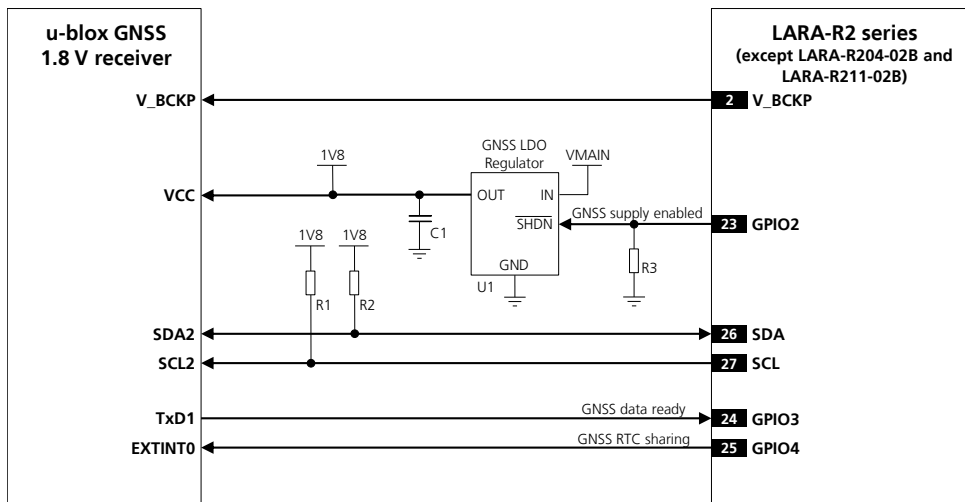 u-blox GNSS
1.8 V receiver
LARA-R2 series
(except LARA-R204-02B and
LARA-R211-02B)
V_BCKP
2 V_BCKP
GNSS LDO
Regulator
1V8
VMAIN
VCC
OUT
IN
GNSS supply enabled
SHDN
23 GPIO2
C1
1V8
1V8
GND
R3
U1
R1
R2
SDA2
26 SDA
SCL2
27 SCL
TxD1
GNSS data ready
24 GPIO3
EXTINT0
GNSS RTC sharing
25 GPIO4